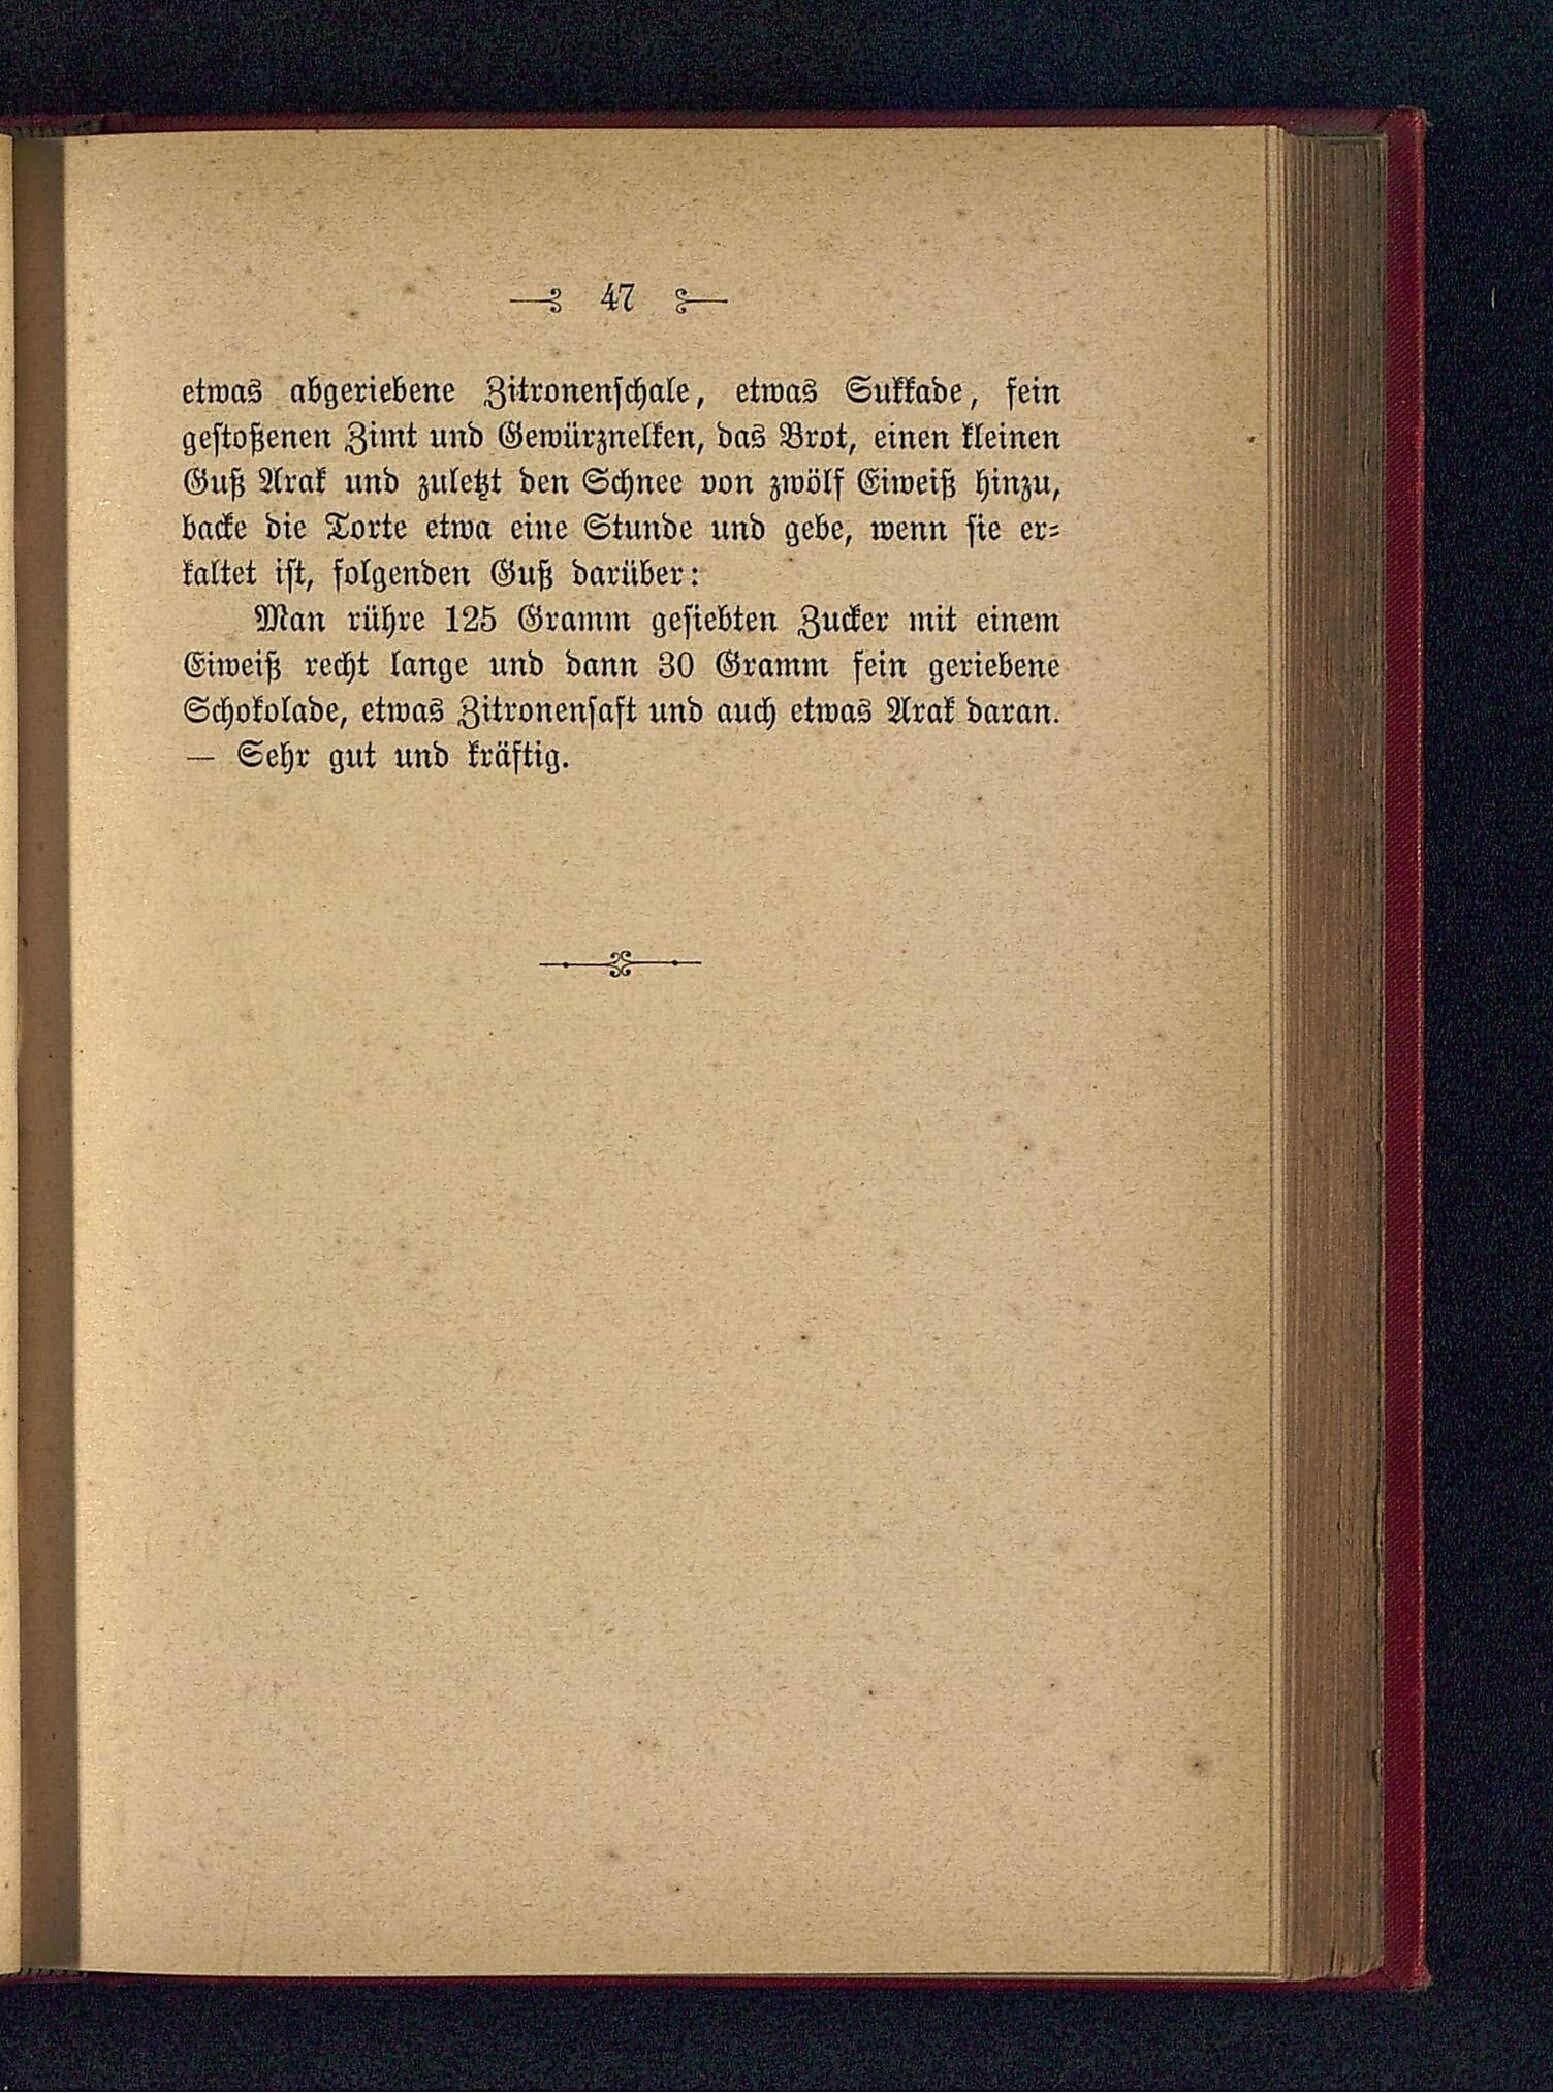 47
etwas abgeriebene Zitronenschale, etwas Sukkade, fein
gestoßenen Zimt und Gewürznelken, das Brot, einen kleinen
Guß Arak und zuletzt den Schnee von zwölf Eiweiß hinzu,
backe die Torte etwa eine Stunde und gebe, wenn sie er-
kaltet ist, folgenden Guß darüber:
Man rühre 125 Gramm gesiebten Zucker mit einem
Eiweiß recht lange und dann 30 Gramm fein geriebene
Schokolade, etwas Zitronensaft und auch etwas Arak daran.
— Sehr gut und kräftig.